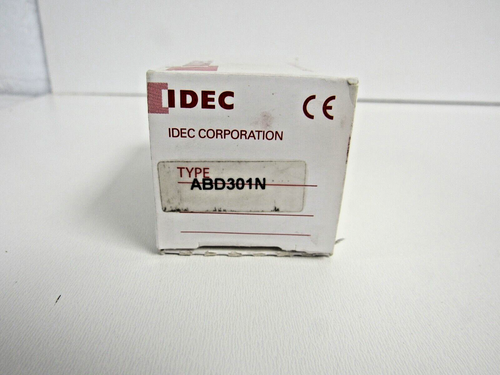 IDEC CE
IDEC CORPORATION
TYPE
ABD301N